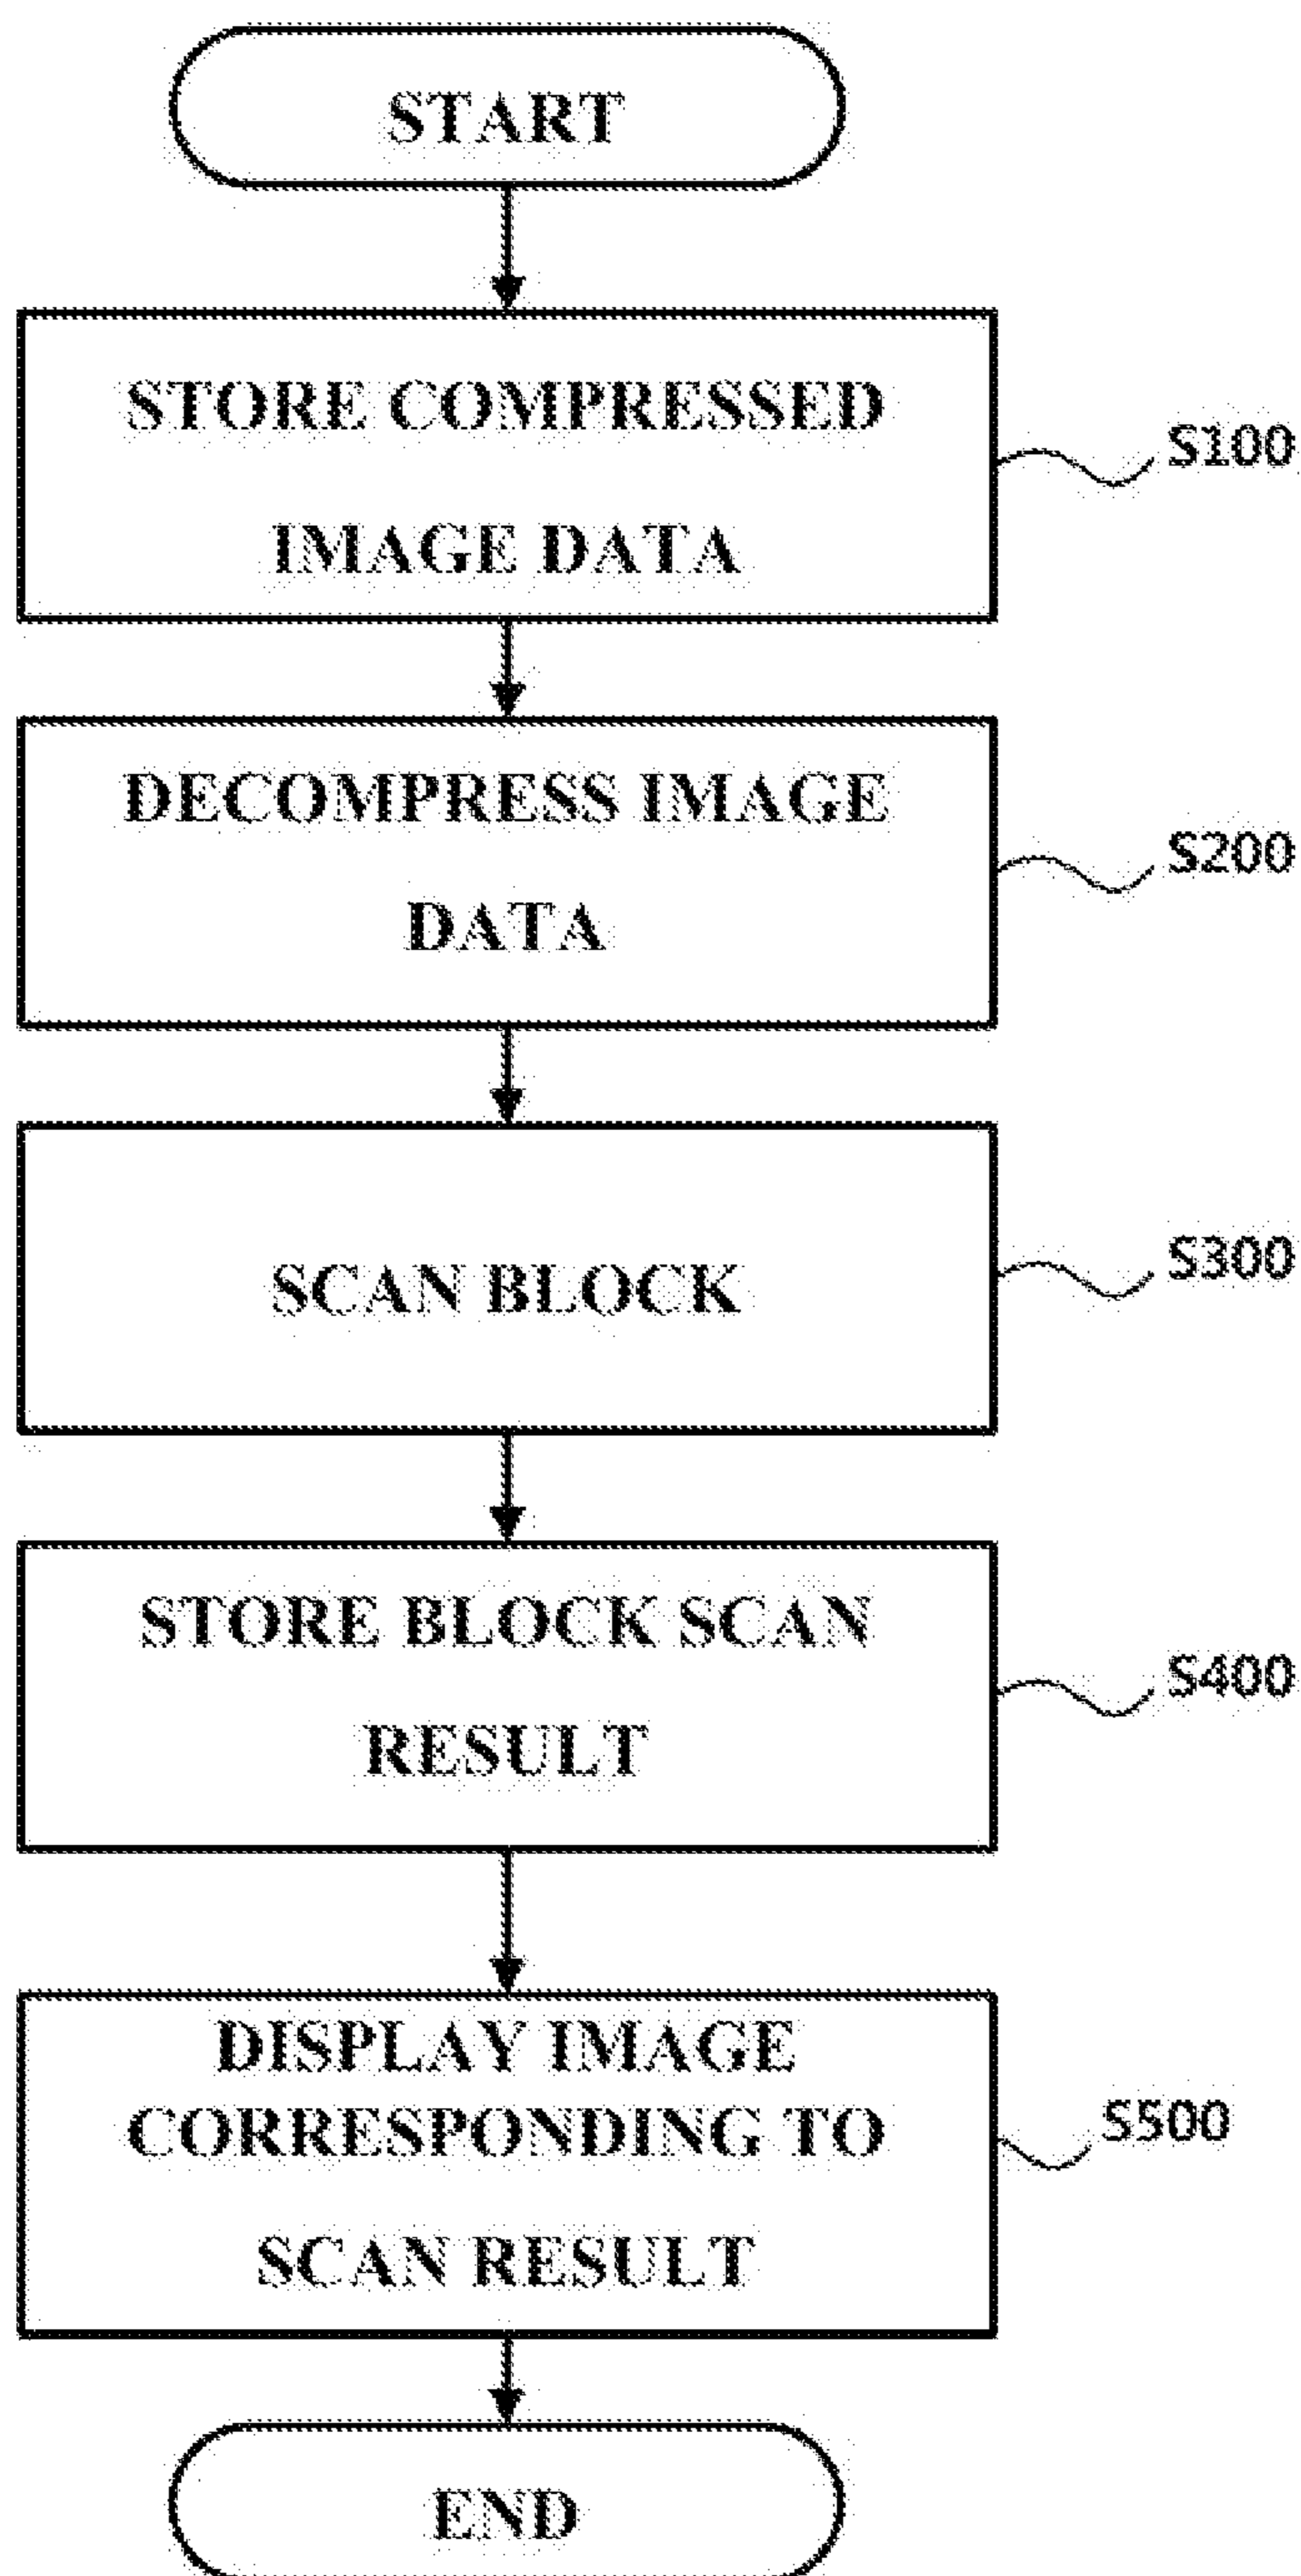 START
STORE COMPRESSED
IMAGE DATA
S100
DECOMPRESS IMAGE
DATA
S200
SCAN BLOCK
S300
STORE BLOCK SCAN
RESULT
S400
DISPLAY IMAGE
CORRESPONDING TO
SCAN RESULT
S500
END